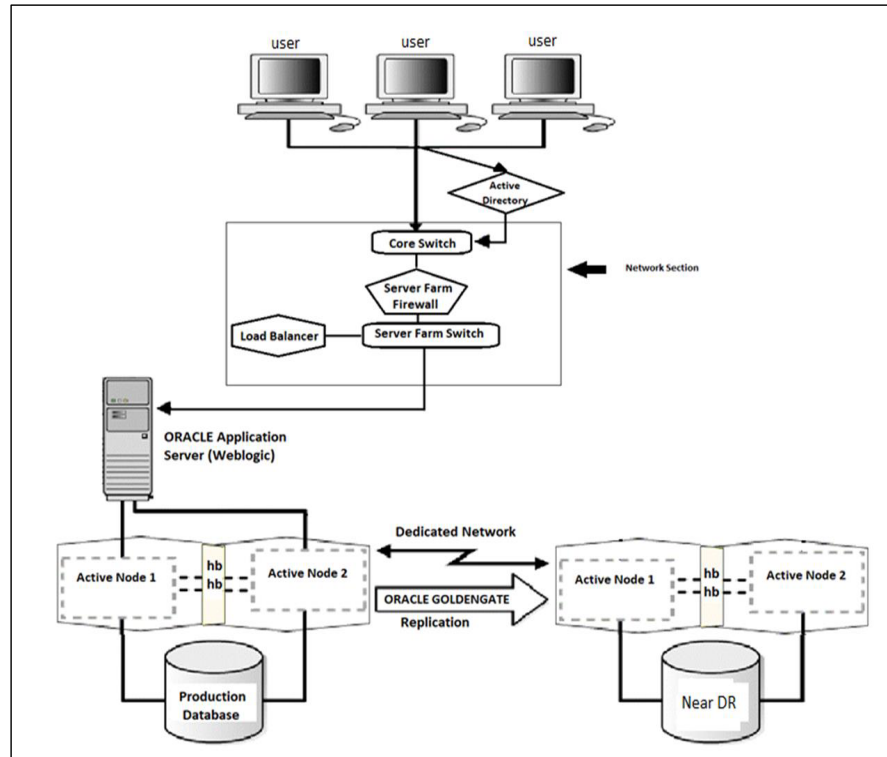 user
user
user
Active
Directory
Core Switch
Network Section
Server Farm
Firewall
Load Balancer
Server Farm Switch
ORACLE Application
Server (Weblogic)
Dedicated Network
Active Node 1
hb
hb
Active Node 2
ORACLE GOLDENGATE
Replication
Active Node 1
hb
hb
Active Node 2
Production
Database
Near DR